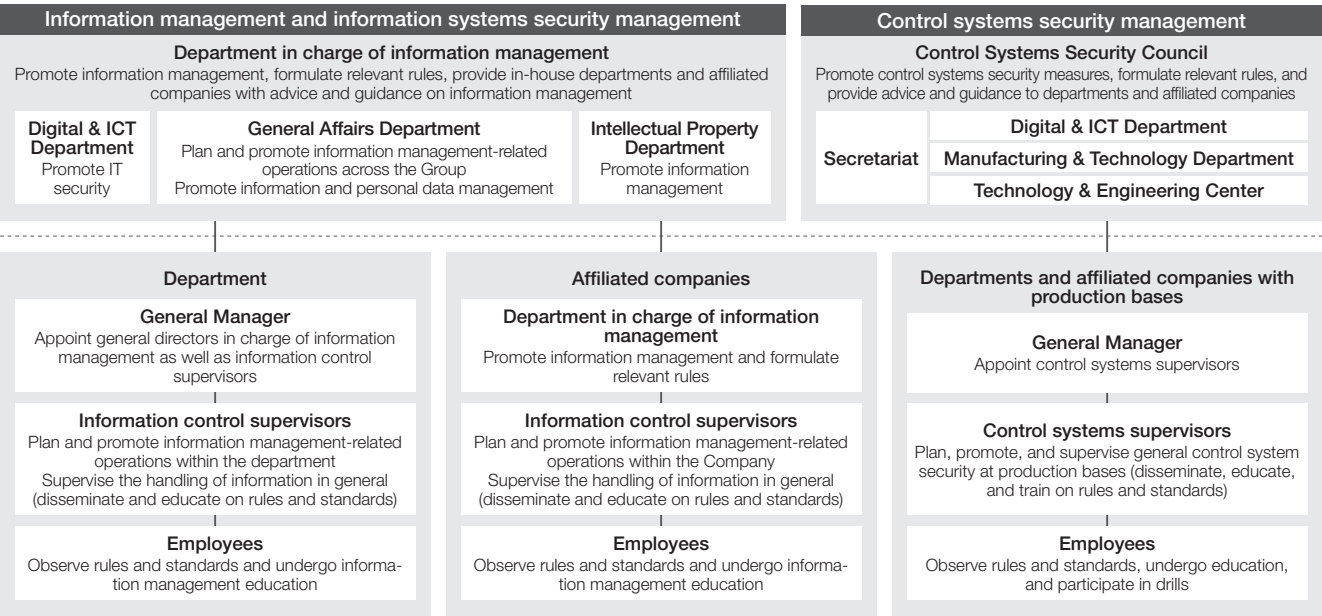 Information management and information systems security management
Department in charge of information management
Promote information management, formulate relevant rules, provide in-house departments and affiliated
companies with advice and guidance on information management
Digital & ICT
Department
Promote IT
security
General Affairs Department
Plan and promote information management-related
operations across the Group
Promote information and personal data management
Intellectual Property
Department
Promote information
management
Control systems security management
Control Systems Security Council
Promote control systems security measures, formulate relevant rules, and
provide advice and guidance to departments and affiliated companies
Secretariat
Digital & ICT Department
Manufacturing & Technology Department
Technology & Engineering Center
Department
General Manager
Appoint general directors in charge of information
management as well as information control
supervisors
Information control supervisors
Plan and promote information management-related
operations within the department
Supervise the handling of information in general
(disseminate and educate on rules and standards)
Employees
Observe rules and standards and undergo informa-
tion management education
Affiliated companies
Department in charge of information
management
Promote information management and formulate
relevant rules
Information control supervisors
Plan and promote information management-related
operations within the Company
Supervise the handling of information in general
(disseminate and educate on rules and standards)
Employees
Observe rules and standards and undergo informa-
tion management education
Departments and affiliated companies with
production bases
General Manager
Appoint control systems supervisors
Control systems supervisors
Plan, promote, and supervise general control system
security at production bases (disseminate, educate,
and train on rules and standards)
Employees
Observe rules and standards, undergo education,
and participate in drills